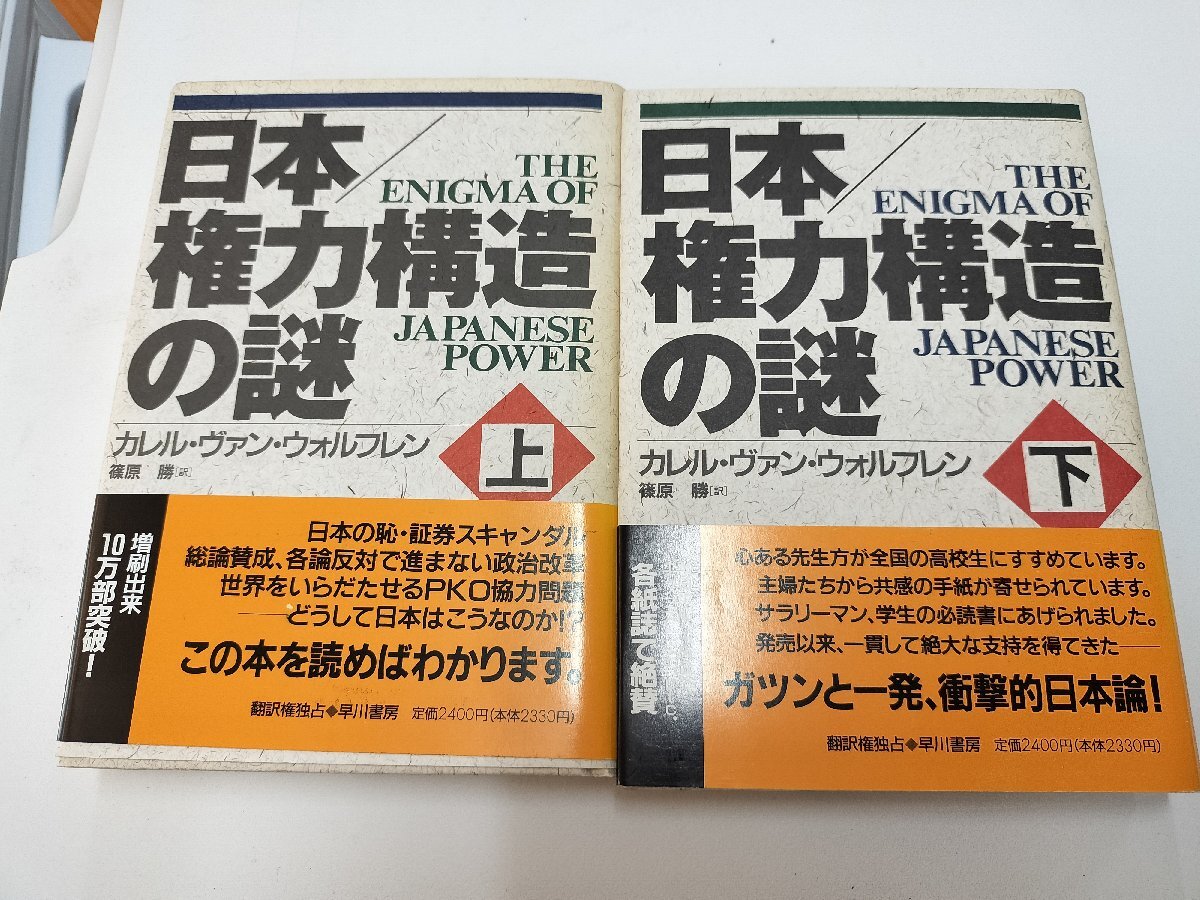 日本/
権力構造
の謎
THE
ENIGMA OF
JAPANESE
POWER
上
カレル・ヴァン・ウォルフレン
篠原 勝[訳]
増刷出来
10万部突破!
日本の恥・証券スキャンダル
総論賛成、各論反対で進まない政治改革
世界をいらだたせるPKO協力問題
──どうして日本はこうなのか!?
この本を読めばわかります。
翻訳権独占◆早川書房 定価2400円(本体2330円)
日本/
権力構造
の謎
THE
ENIGMA OF
JAPANESE
POWER
下
カレル・ヴァン・ウォルフレン
篠原 勝[訳]
各紙誌で絶賛
心ある先生方が全国の高校生にすすめています。
主婦たちから共感の手紙が寄せられています。
サラリーマン、学生の必読書にあげられました。
発売以来、一貫して絶大な支持を得てきた──
ガツンと一発、衝撃的日本論!
翻訳権独占◆早川書房 定価2400円(本体2330円)